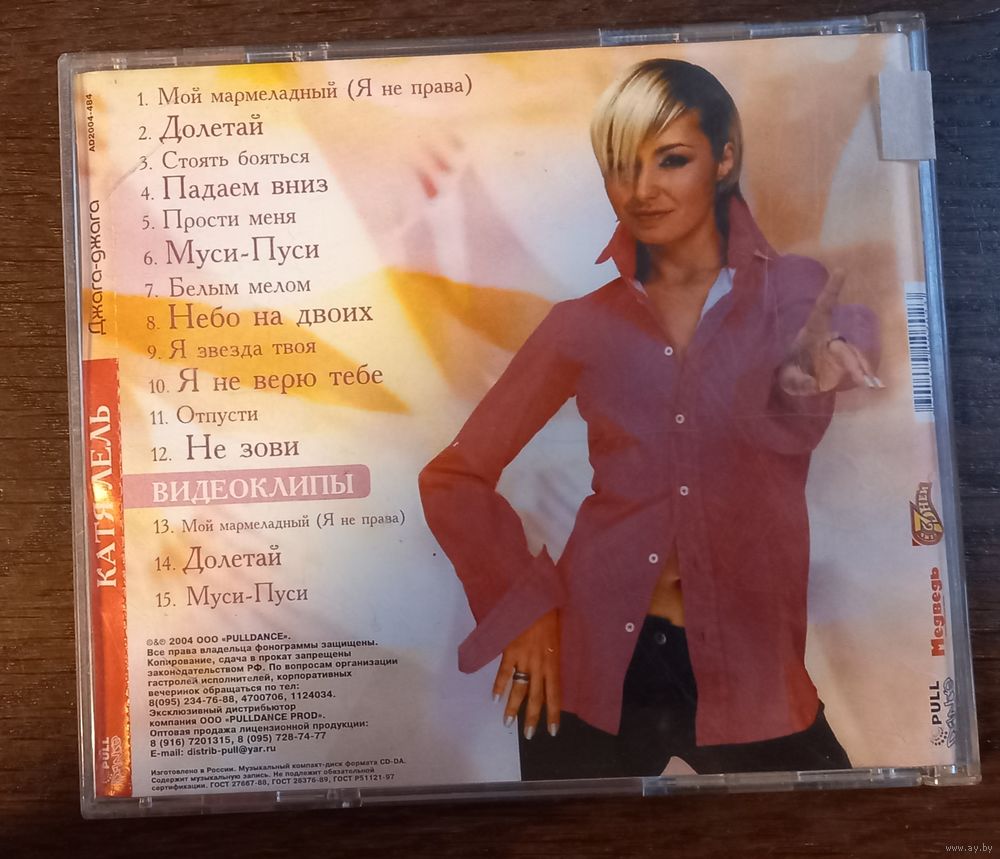 1. Мой мармеладный (Я не права)
2. Долетай
3. Стоять бояться
4. Падаем вниз
5. Прости меня
6. Муси-Пуси
7. Белым мелом
8. Небо на двоих
9. Я звезда твоя
10. Я не верю тебе
11. Отпусти
12. Не зови
ВИДЕОКЛИПЫ
13. Мой мармеладный (Я не права)
14. Долетай
15. Муси-Пуси
©&℗ 2004 ООО «PULLDANCE».
Все права владельца фонограммы защищены.
Копирование, сдача в прокат запрещены
законодательством РФ. По вопросам организации
гастролей исполнителей, корпоративных
вечеринок обращаться по тел:
8(095) 234-76-88, 4700706, 1124034.
Эксклюзивный дистрибьютор
компания ООО «PULLDANCE PROD».
Оптовая продажа лицензионной продукции:
8 (916) 7201315, 8 (095) 728-74-77
E-mail: distrib-pull@yar.ru
Изготовлено в России. Музыкальный компакт-диск формата CD-DA.
Содержит музыкальную запись. Не подлежит обязательной
сертификации. ГОСТ 27667-88, ГОСТ 28376-89, ГОСТ Р51121-97
AD2004-484
Джага-джага
КАТЯ ЛЕЛЬ
PULL
7 ДНЕЙ
Медведь
PULL
www.ay.by